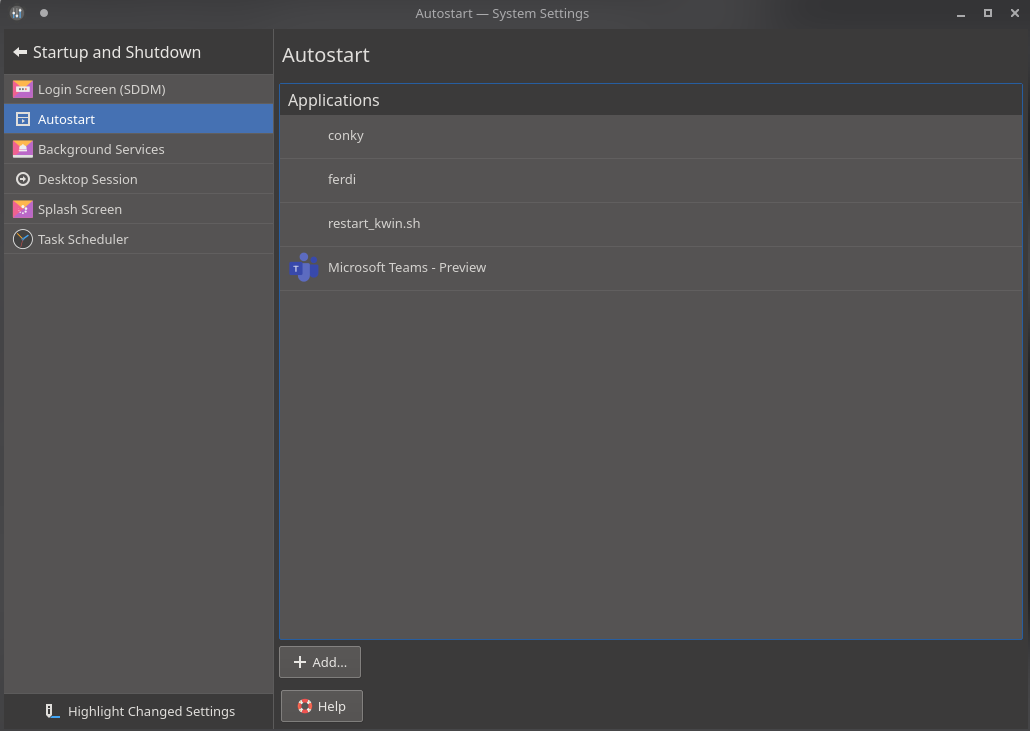 Autostart — System Settings
Startup and Shutdown
Login Screen (SDDM)
Autostart
Background Services
Desktop Session
Splash Screen
Task Scheduler
Highlight Changed Settings
Autostart
Applications
conky
ferdi
restart_kwin.sh
T
Microsoft Teams - Preview
Add...
Help